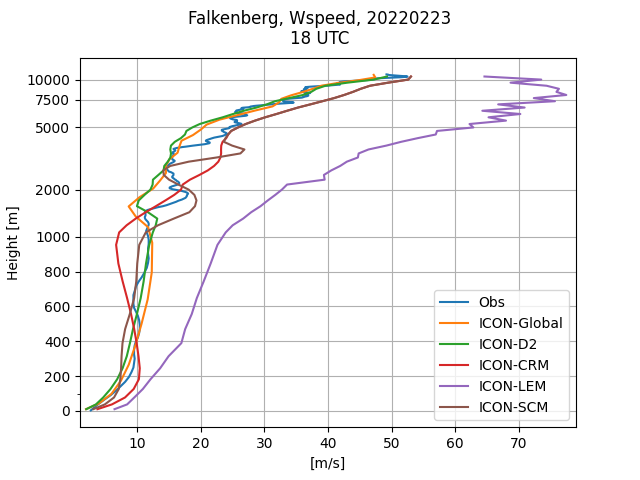 Falkenberg, Wspeed, 20220223
18 UTC
Height [m]
10000
7500
5000
2000
1000
800
600
400
200
0
Obs
ICON-Global
ICON-D2
ICON-CRM
ICON-LEM
ICON-SCM
10 20 30 40 50 60 70
[m/s]